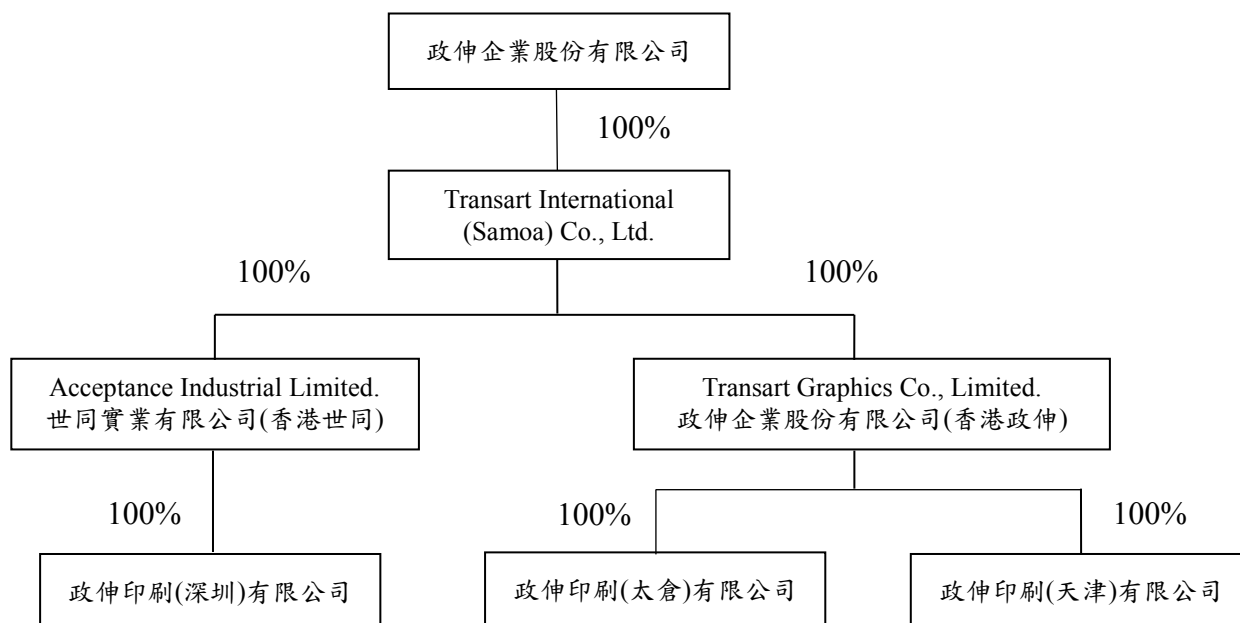 政伸企業股份有限公司
100%
Transart International
(Samoa) Co., Ltd.
100%
100%
Acceptance Industrial Limited.
世同實業有限公司(香港世同)
Transart Graphics Co., Limited.
政伸企業股份有限公司(香港政伸)
100%
100%
100%
政伸印刷(深圳)有限公司
政伸印刷(太倉)有限公司
政伸印刷(天津)有限公司